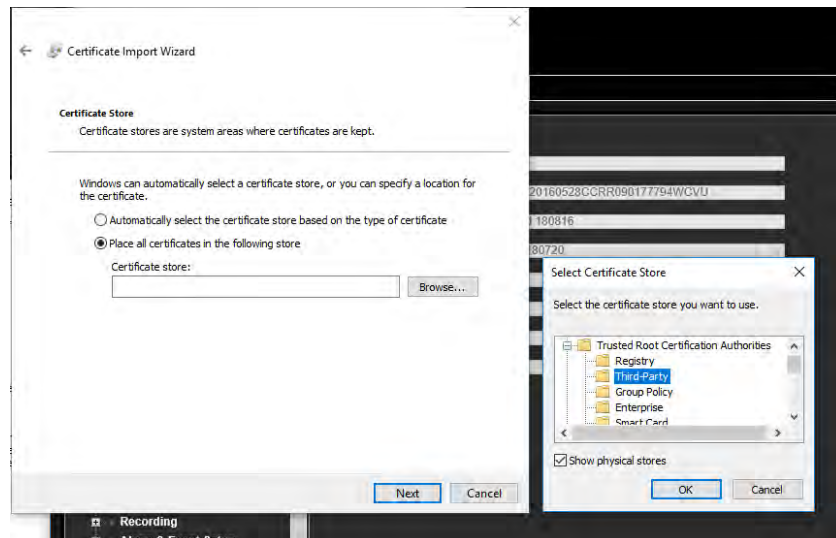 Certificate Import Wizard
Certificate Store
Certificate stores are system areas where certificates are kept.
Windows can automatically select a certificate store, or you can specify a location for
the certificate.
Automatically select the certificate store based on the type of certificate
Place all certificates in the following store
Certificate store:
Browse...
Next
Cancel
20160528CCRR090177794WCVU
180816
80720
Select Certificate Store
Select the certificate store you want to use.
Trusted Root Certification Authorities
Registry
Third-Party
Group Policy
Enterprise
Smart Card
Show physical stores
OK
Cancel
Recording